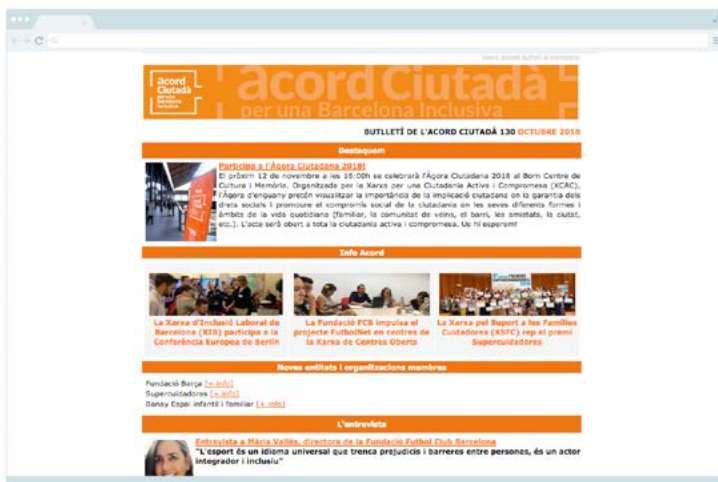 acord
Ciutadà
per una
Barcelona
Inclusiva
acord Ciutadà
per una Barcelona Inclusiva
BUTLLETÍ DE L'ACORD CIUTADÀ 130 OCTUBRE 2018
Destaquem
Participa a l'Àgora Ciutadana 2018!
El pròxim 12 de novembre a les 16:00h se celebrarà l'Àgora Ciutadana 2018 al Born Centre de
Cultura i Memòria. Organitzada per la Xarxa per una Ciutadania Activa i Compromesa (XCAC),
l'Àgora d'enguany pretén visualitzar la importància de la implicació ciutadana en la garantia dels
drets socials i promoure el compromís social de la ciutadania en les seves diferents formes i
àmbits de la vida quotidiana (familiar, la comunitat de veïns, el barri, les amistats, la ciutat,
etc.). L'acte serà obert a tota la ciutadania activa i compromesa. Us hi esperem!
Info Acord
La Xarxa d'Inclusió Laboral de
Barcelona (XIB) participa a la
Conferència Europea de Berlín
La Fundació FCB impulsa el
projecte FutbolNet en centres de
la Xarxa de Centres Oberts
La Xarxa pel Suport a les Famílies
Cuidadores (XSFC) rep el premi
Supercuidadores
Noves entitats i organitzacions membres
Fundació Barça [+ info]
Supercuidadores [+ info]
Banay Espai infantil i familiar [+ info]
L'entrevista
Entrevista a Maria Vallès, directora de la Fundació Futbol Club Barcelona
"L'esport és un idioma universal que trenca prejudicis i barreres entre persones, és un actor
integrador i inclusiu"